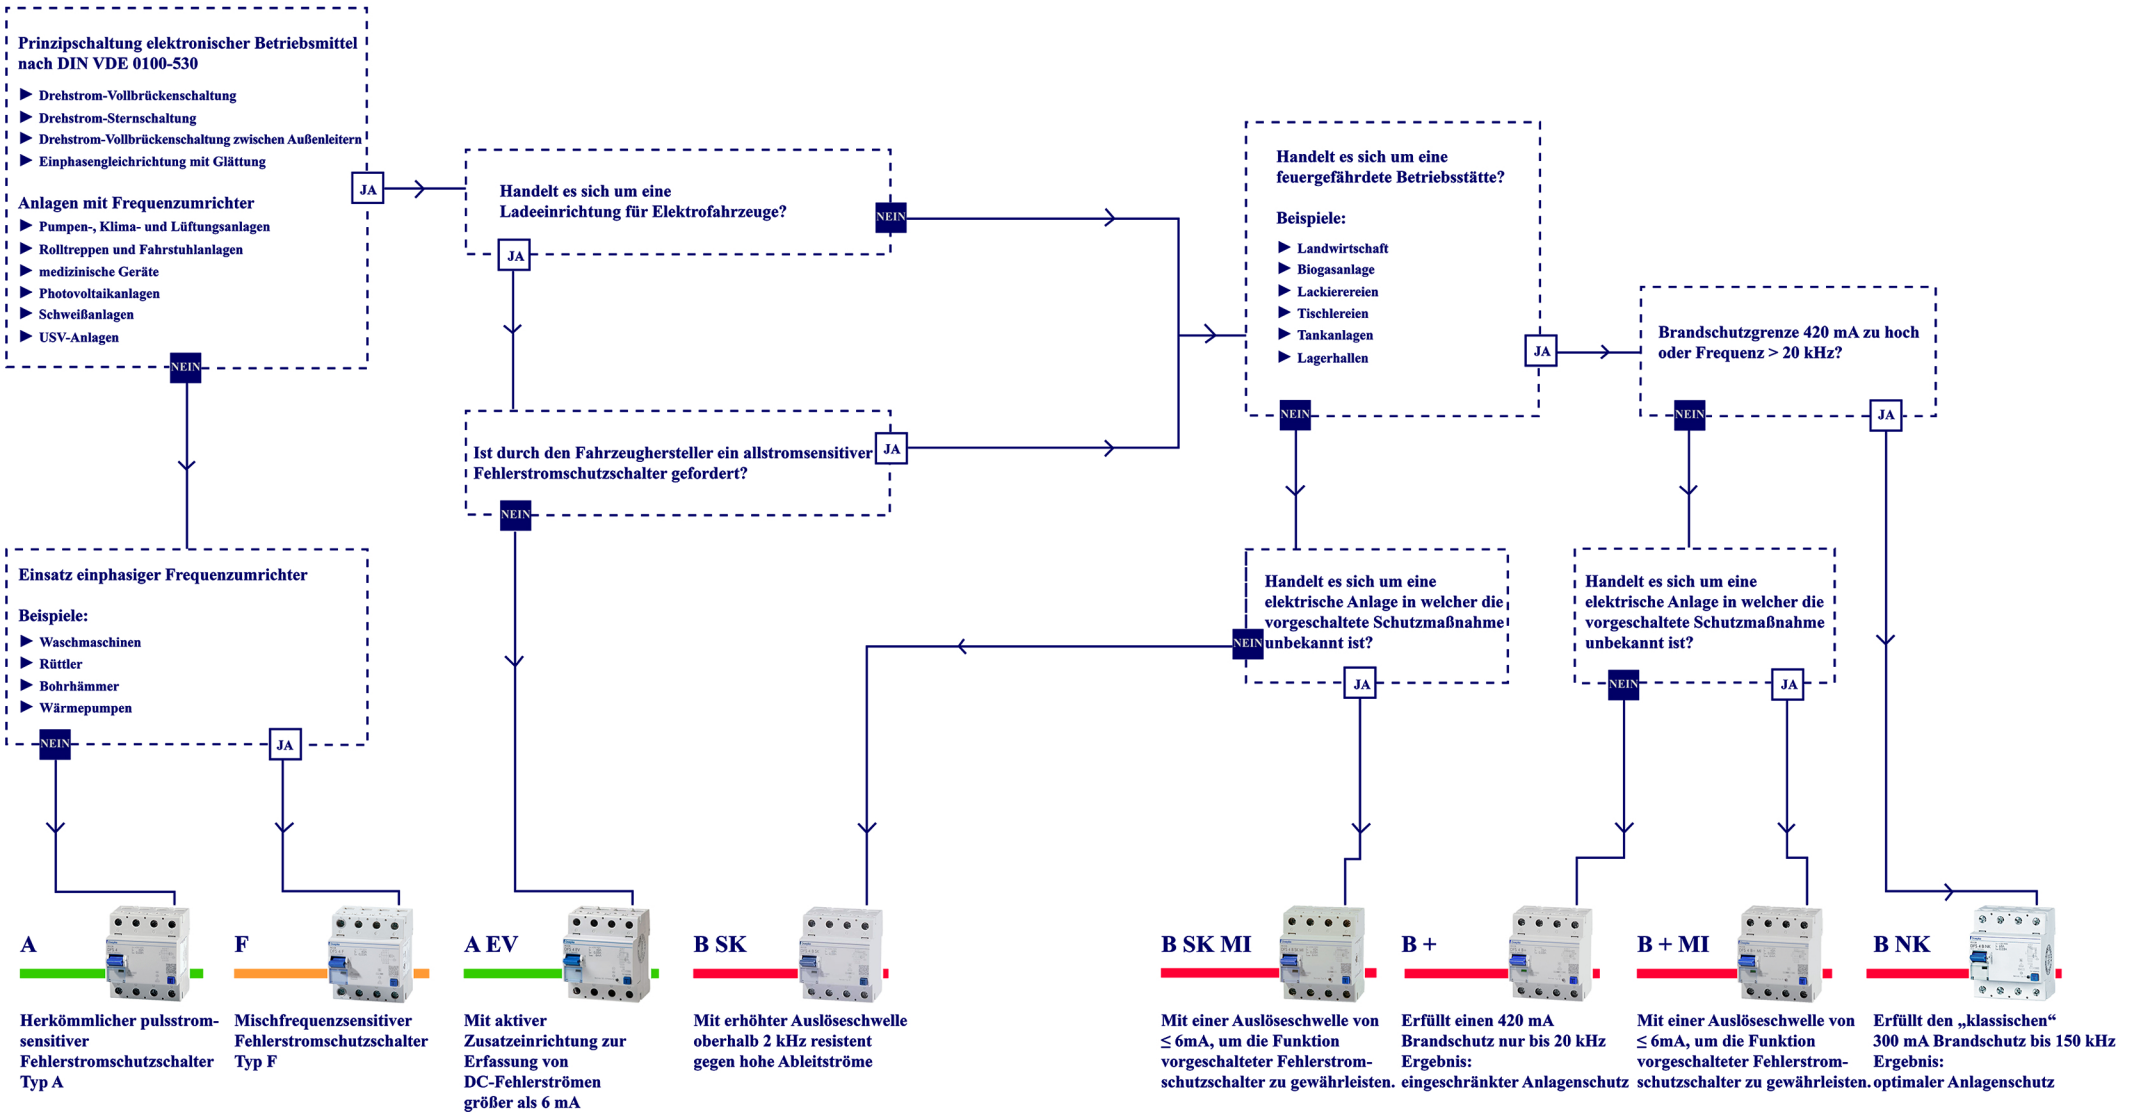 Prinzipschaltung elektronischer Betriebsmittel
nach DIN VDE 0100-530
Drehstrom-Vollbrückenschaltung
Drehstrom-Sternschaltung
Drehstrom-Vollbrückenschaltung zwischen Außenleitern
Einphasengleichrichtung mit Glättung
Anlagen mit Frequenzumrichter
Pumpen-, Klima- und Lüftungsanlagen
Rolltreppen und Fahrstuhlanlagen
medizinische Geräte
Photovoltaikanlagen
Schweißanlagen
USV-Anlagen
JA
NEIN
Handelt es sich um eine
Ladeeinrichtung für Elektrofahrzeuge?
NEIN
JA
Ist durch den Fahrzeughersteller ein allstromsensitiver
Fehlerstromschutzschalter gefordert?
JA
NEIN
Handelt es sich um eine
feuergefährdete Betriebsstätte?
Beispiele:
Landwirtschaft
Biogasanlage
Lackierereien
Tischlereien
Tankanlagen
Lagerhallen
JA
NEIN
Brandschutzgrenze 420 mA zu hoch
oder Frequenz > 20 kHz?
NEIN
JA
Einsatz einphasiger Frequenzumrichter
Beispiele:
Waschmaschinen
Rüttler
Bohrhämmer
Wärmepumpen
NEIN
JA
Handelt es sich um eine
elektrische Anlage in welcher die
vorgeschaltete Schutzmaßnahme
unbekannt ist?
NEIN
JA
Handelt es sich um eine
elektrische Anlage in welcher die
vorgeschaltete Schutzmaßnahme
unbekannt ist?
NEIN
JA
A
Herkömmlicher pulsstrom-
sensitiver
Fehlerstromschutzschalter
Typ A
F
Mischfrequenzsensitiver
Fehlerstromschutzschalter
Typ F
A EV
Mit aktiver
Zusatzeinrichtung zur
Erfassung von
DC-Fehlerströmen
größer als 6 mA
B SK
Mit erhöhter Auslöseschwelle
oberhalb 2 kHz resistent
gegen hohe Ableitströme
B SK MI
Mit einer Auslöseschwelle von
≤ 6mA, um die Funktion
vorgeschalteter Fehlerstrom-
schutzschalter zu gewährleisten.
B +
Erfüllt einen 420 mA
Brandschutz nur bis 20 kHz
Ergebnis:
eingeschränkter Anlagenschutz
B + MI
Mit einer Auslöseschwelle von
≤ 6mA, um die Funktion
vorgeschalteter Fehlerstrom-
schutzschalter zu gewährleisten.
B NK
Erfüllt den „klassischen“
300 mA Brandschutz bis 150 kHz
Ergebnis:
optimaler Anlagenschutz